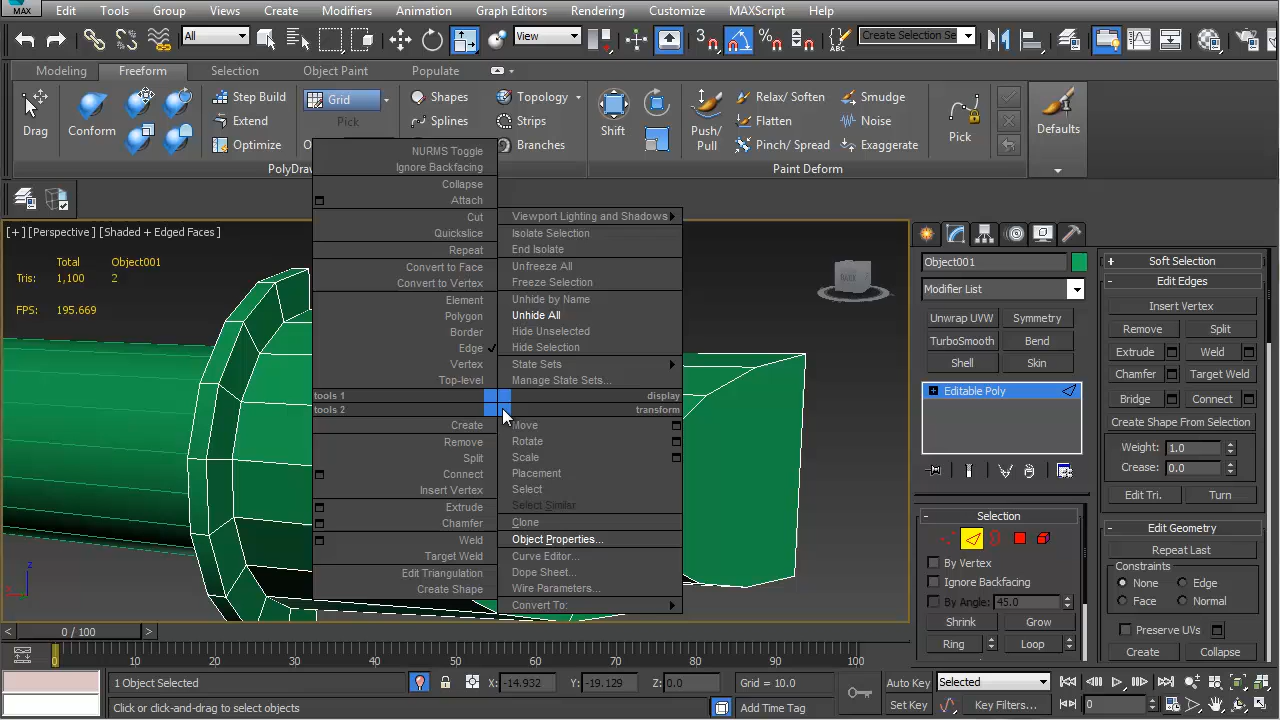 MAX
Edit Tools Group Views Create Modifiers Animation Graph Editors Rendering Customize MAXScript Help
All
View
3
%
ABC
Create Selection Se
Modeling Freeform Selection Object Paint Populate
Drag
Conform
Step Build
Extend
Optimize
Grid
Pick
Shapes
Splines
Topology
Strips
Branches
Shift
Push/
Pull
Relax/ Soften
Flatten
Pinch/ Spread
Smudge
Noise
Exaggerate
Pick
Defaults
PolyDraw
Paint Deform
[ + ] [Perspective ] [Shaded + Edged Faces ]
Total Object001
Tris: 1,100 2
FPS: 195.669
NURMS Toggle
Ignore Backfacing
Collapse
Attach
Cut
Quickslice
Repeat
Convert to Face
Convert to Vertex
Element
Polygon
Border
Edge
Vertex
Top-level
tools 1
tools 2
Create
Remove
Split
Connect
Insert Vertex
Extrude
Chamfer
Weld
Target Weld
Edit Triangulation
Create Shape
Viewport Lighting and Shadows
Isolate Selection
End Isolate
Unfreeze All
Freeze Selection
Unhide by Name
Unhide All
Hide Unselected
Hide Selection
State Sets
Manage State Sets...
display
transform
Move
Rotate
Scale
Placement
Select
Select Similar
Clone
Object Properties...
Curve Editor...
Dope Sheet...
Wire Parameters...
Convert To:
z
x
Object001
Modifier List
Unwrap UVW Symmetry
TurboSmooth Bend
Shell Skin
Editable Poly
Selection
By Vertex
Ignore Backfacing
By Angle: 45.0
Shrink Grow
Ring Loop
Soft Selection
Edit Edges
Insert Vertex
Remove Split
Extrude Weld
Chamfer Target Weld
Bridge Connect
Create Shape From Selection
Weight: 1.0
Crease: 0.0
Edit Tri. Turn
Edit Geometry
Repeat Last
Constraints
None Edge
Face Normal
Preserve UVs
Create Collapse
< 0 / 100 >
0 10 20 30 40 50 60 70 80 90 100
1 Object Selected
X: -14.932 Y: -19.129 Z: 0.0 Grid = 10.0
Auto Key Selected
Click or click-and-drag to select objects
Add Time Tag
Set Key Key Filters... 0